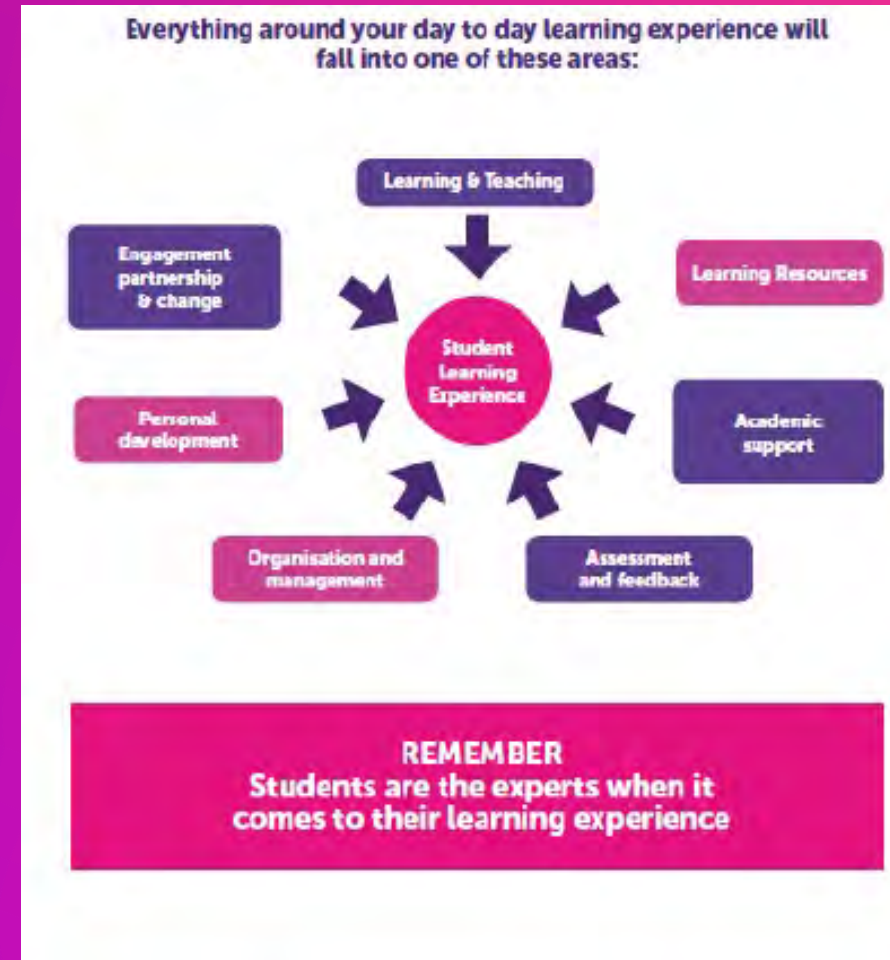 Everything around your day to day learning experience will
fall into one of these areas:
Learning & Teaching
Engagement
partnership
& change
Learning Resources
Student
Learning
Experience
Personal
development
Academic
support
Organisation and
management
Assessment
and feedback
REMEMBER
Students are the experts when it
comes to their learning experience